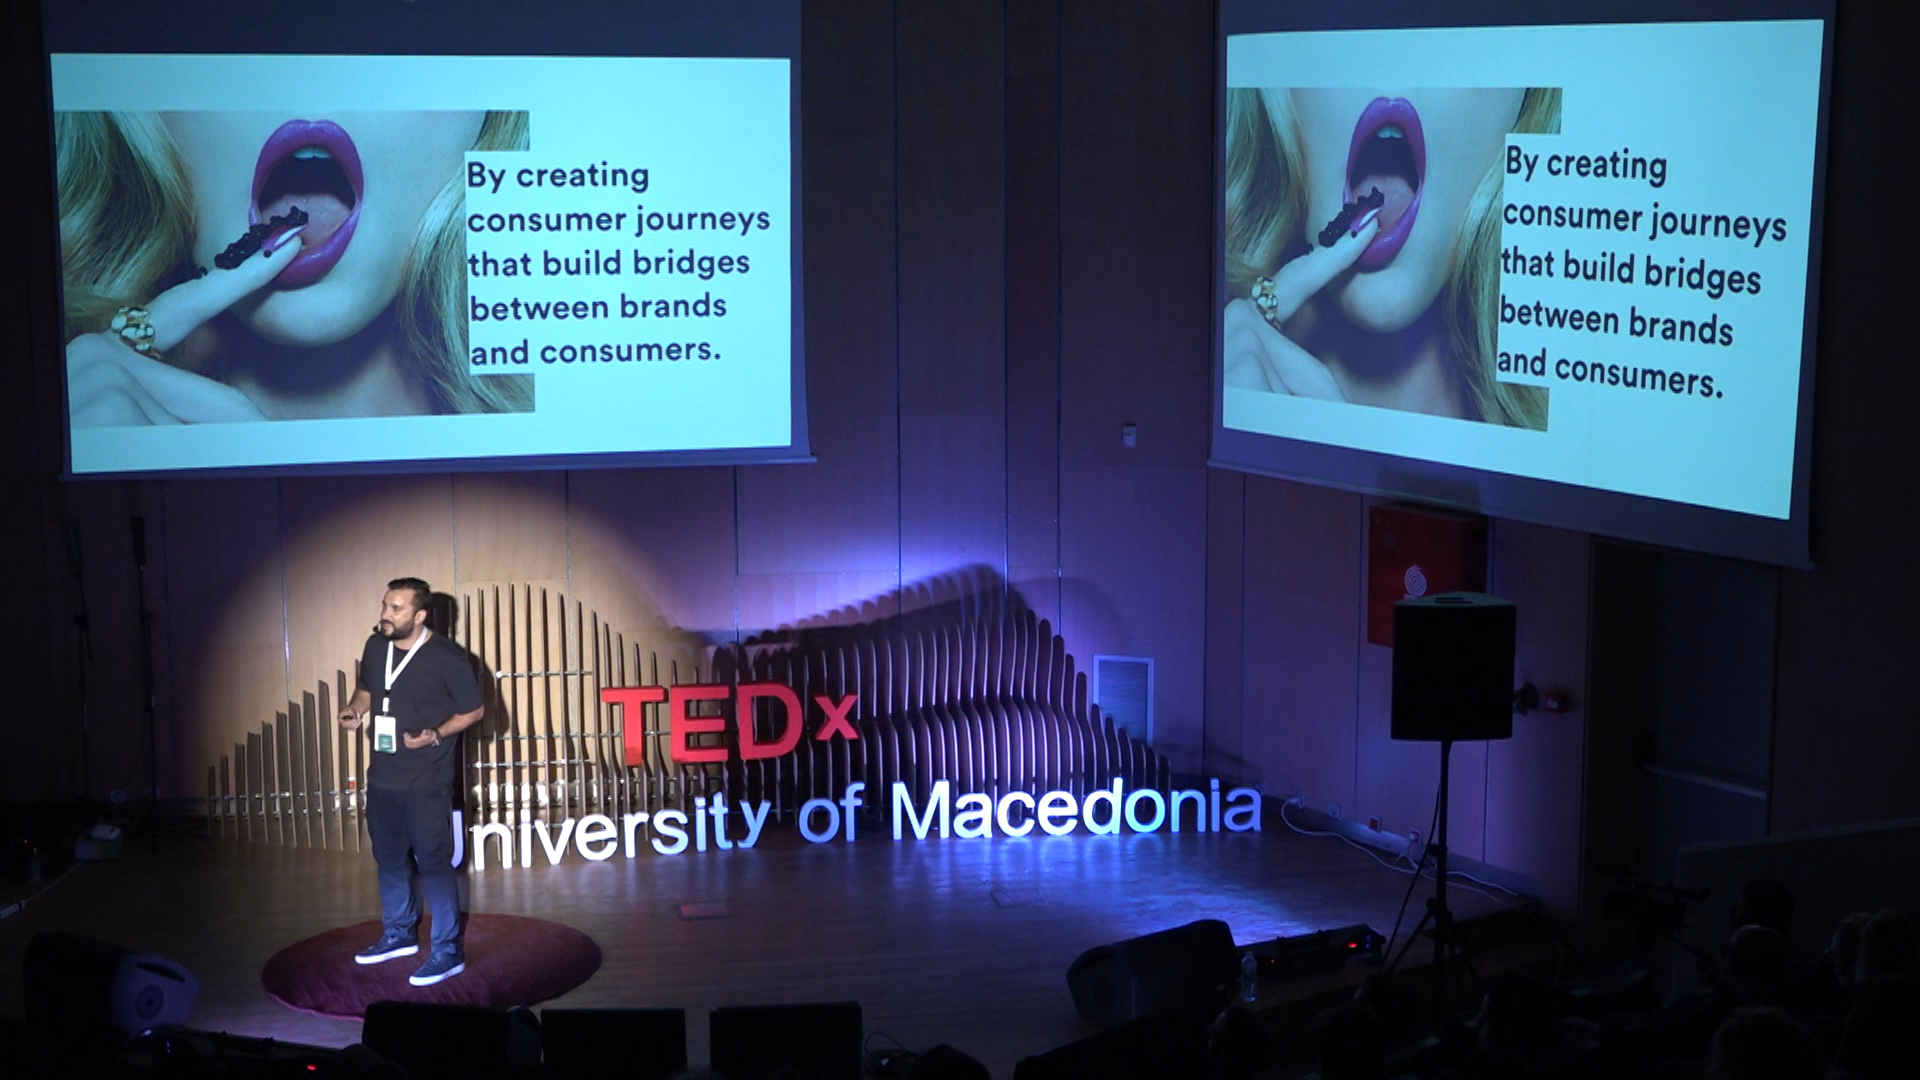 By creating
consumer journeys
that build bridges
between brands
and consumers.
By creating
consumer journeys
that build bridges
between brands
and consumers.
TEDx
University of Macedonia